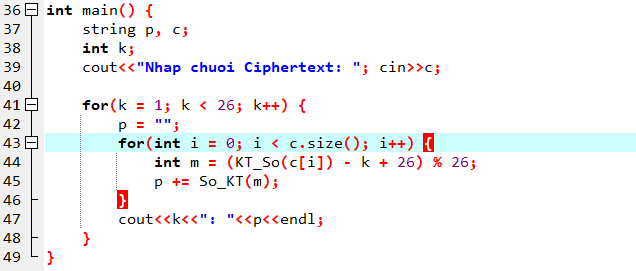 36 int main() {
37     string p, c;
38     int k;
39     cout<<"Nhap chuoi Ciphertext: "; cin>>c;
40
41     for(k = 1; k < 26; k++) {
42         p = "";
43         for(int i = 0; i < c.size(); i++) {
44             int m = (KT_So(c[i]) - k + 26) % 26;
45             p += So_KT(m);
46         }
47         cout<<k<<": "<<p<<endl;
48     }
49 }